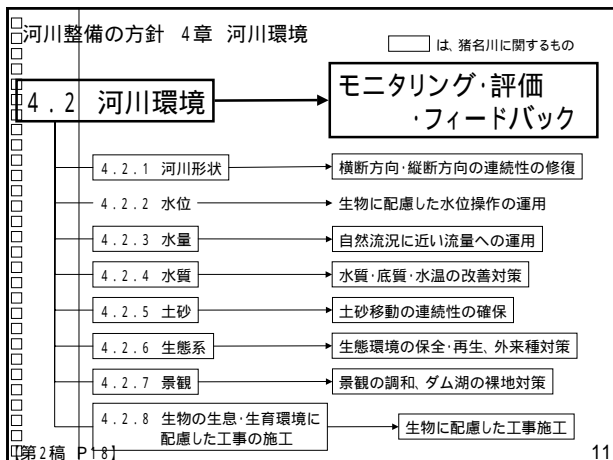 河川整備の方針 4章 河川環境
は、猪名川に関するもの
4.2 河川環境
モニタリング・評価
・フィードバック
4.2.1 河川形状
横断方向・縦断方向の連続性の修復
4.2.2 水位
生物に配慮した水位操作の運用
4.2.3 水量
自然流況に近い流量への運用
4.2.4 水質
水質・底質・水温の改善対策
4.2.5 土砂
土砂移動の連続性の確保
4.2.6 生態系
生態環境の保全・再生、外来種対策
4.2.7 景観
景観の調和、ダム湖の裸地対策
4.2.8 生物の生息・生育環境に
配慮した工事の施工
生物に配慮した工事施工
【第2稿 P18】
11